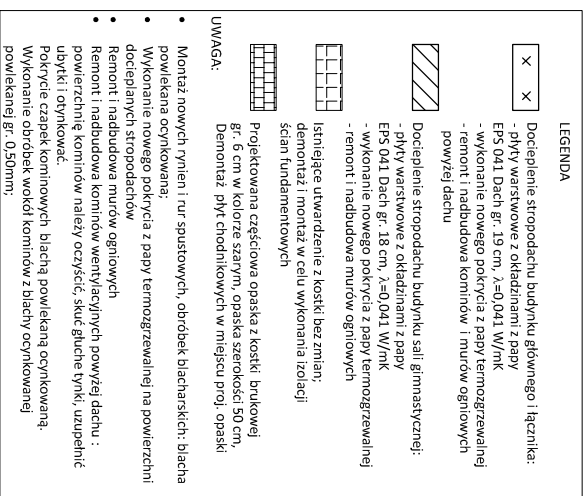 LEGENDA
Docieplenie stropodachu budynku głównego i łącznika:
- płyty warstwowe z okładzinami z papy
EPS 041 Dach gr. 19 cm, λ=0,041 W/mK
- wykonanie nowego pokrycia z papy termozgrzewalnej
- remont i nadbudowa kominów i murów ogniowych
powyżej dachu
Docieplenie stropodachu budynku sali gimnastycznej:
- płyty warstwowe z okładzinami z papy
EPS 041 Dach gr. 18 cm, λ=0,041 W/mK
- wykonanie nowego pokrycia z papy termozgrzewalnej
- remont i nadbudowa murów ogniowych
Istniejące utwardzenie z kostki bez zmian;
demontaż i montaż w celu wykonania izolacji
ścian fundamentowych
Projektowana częściowa opaska z kostki brukowej
gr. 6 cm w kolorze szarym, opaska szerokości 50 cm,
Demontaż płyt chodnikowych w miejscu proj. opaski
UWAGA:
• Montaż nowych rynien i rur spustowych, obróbek blacharskich: blacha
powlekana ocynkowana;
• Wykonanie nowego pokrycia z papy termozgrzewalnej na powierzchni
docieplanych stropodachów
• Remont i nadbudowa murów ogniowych
• Remont i nadbudowa kominów wentylacyjnych powyżej dachu :
powierzchnię kominów należy oczyścić, skuć głuche tynki, uzupełnić
ubytki i otynkować.
Pokrycie czapek kominowych blachą powlekaną ocynkowaną.
Wykonanie obróbek wokół kominów z blachy ocynkowanej
powlekanej gr. 0,50mm;